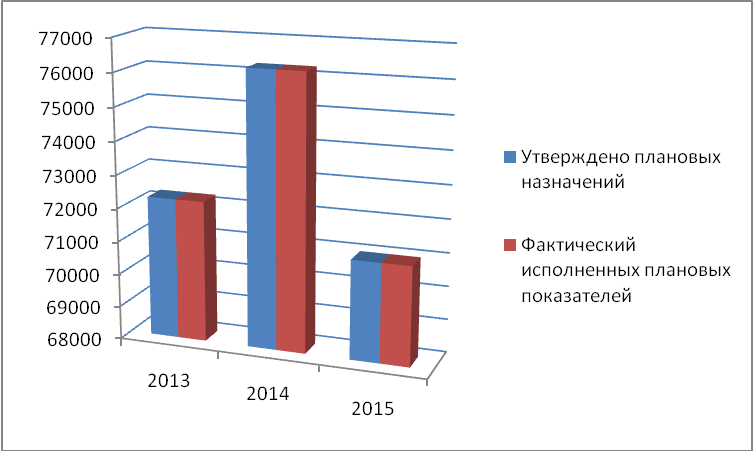 77000
76000
75000
74000
73000
72000
71000
70000
69000
68000
2013
2014
2015
Утверждено плановых
назначений
Фактический
исполненных плановых
показателей